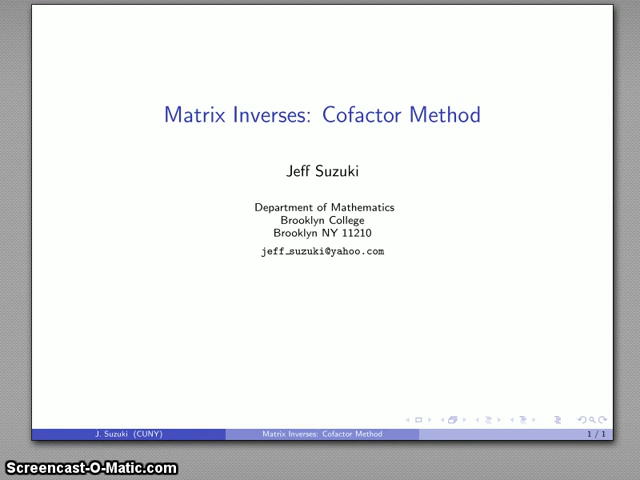 Matrix Inverses: Cofactor Method
Jeff Suzuki
Department of Mathematics
Brooklyn College
Brooklyn NY 11210
jeff_suzuki@yahoo.com
J. Suzuki (CUNY)
Matrix Inverses: Cofactor Method
1 / 1
Screencast-O-Matic.com